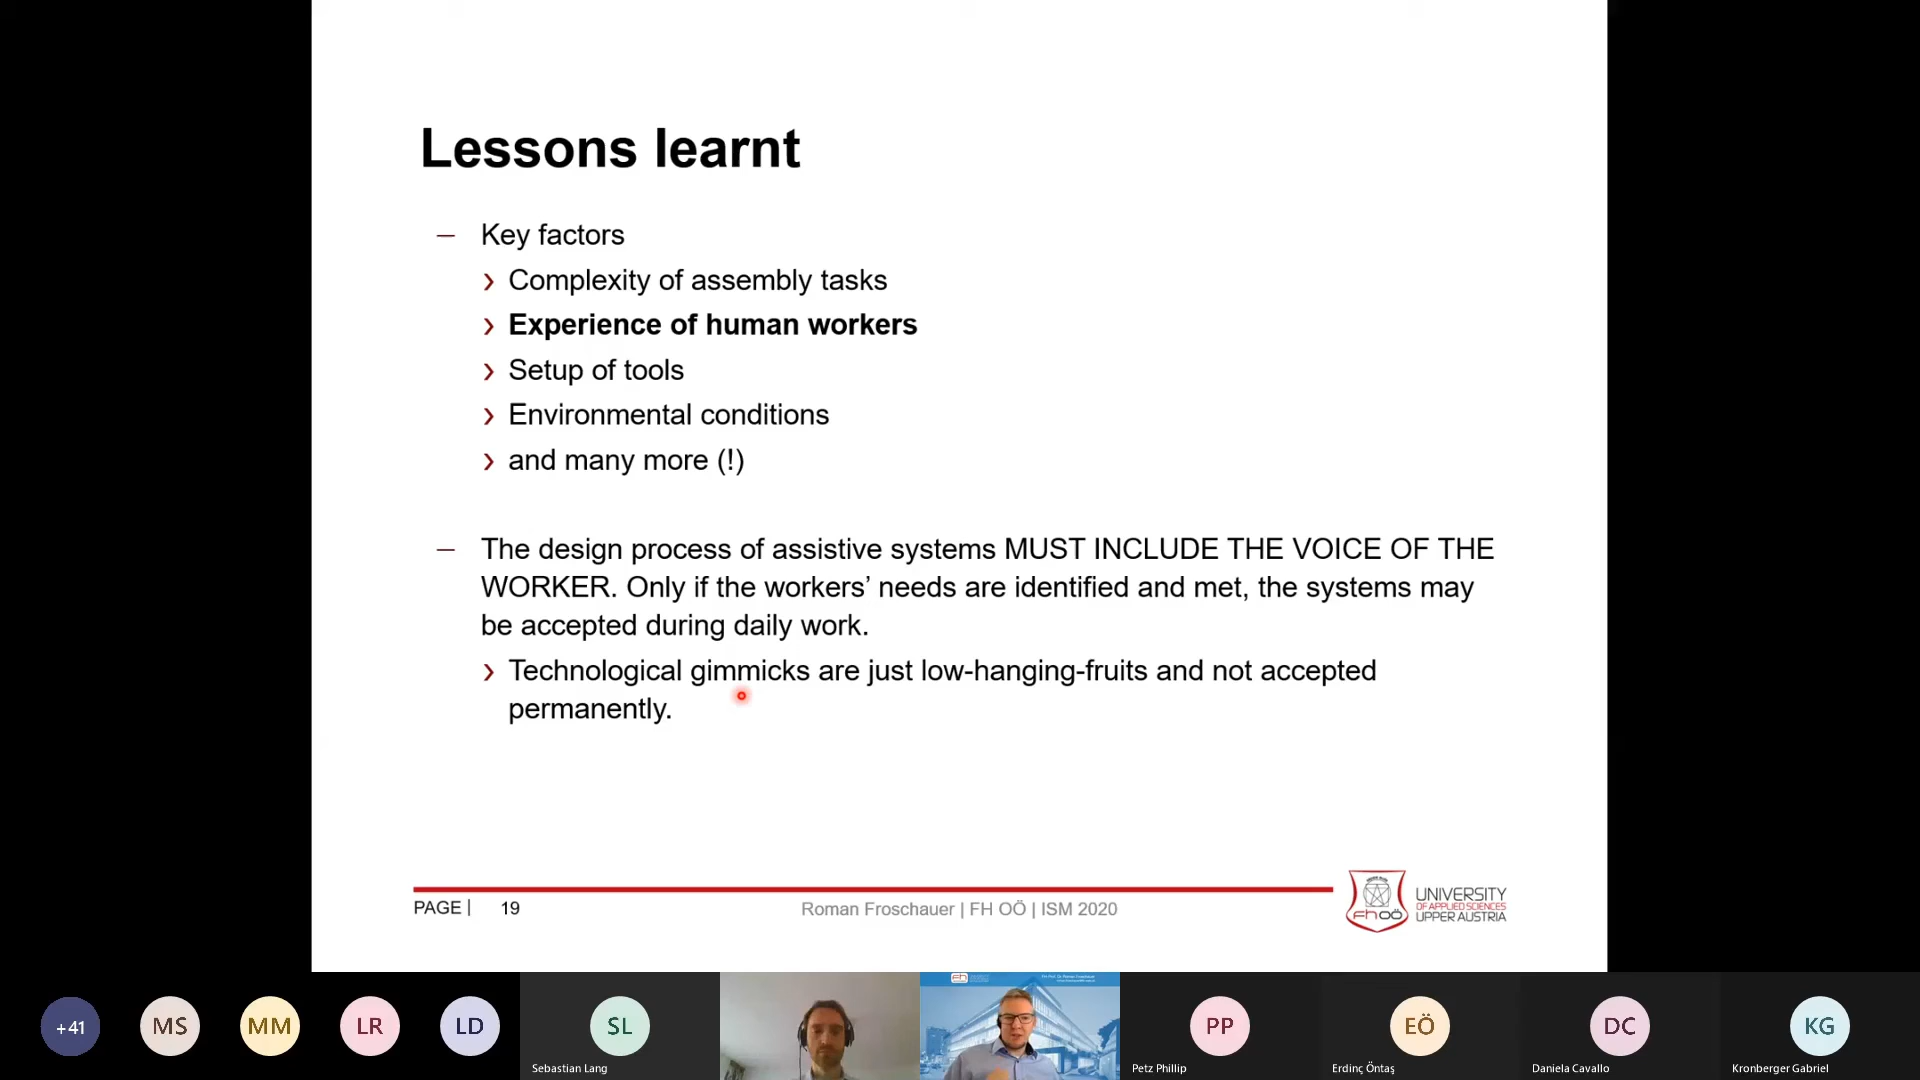 Lessons learnt
— Key factors
› Complexity of assembly tasks
› Experience of human workers
› Setup of tools
› Environmental conditions
› and many more (!)
— The design process of assistive systems MUST INCLUDE THE VOICE OF THE
WORKER. Only if the workers’ needs are identified and met, the systems may
be accepted during daily work.
› Technological gimmicks are just low-hanging-fruits and not accepted
permanently.
PAGE | 19
Roman Froschauer | FH OÖ | ISM 2020
fh oö
UNIVERSITY
OF APPLIED SCIENCES
UPPER AUSTRIA
+41
MS
MM
LR
LD
SL
Sebastian Lang
PP
Petz Phillip
EÖ
Erdinç Öntaş
DC
Daniela Cavallo
KG
Kronberger Gabriel